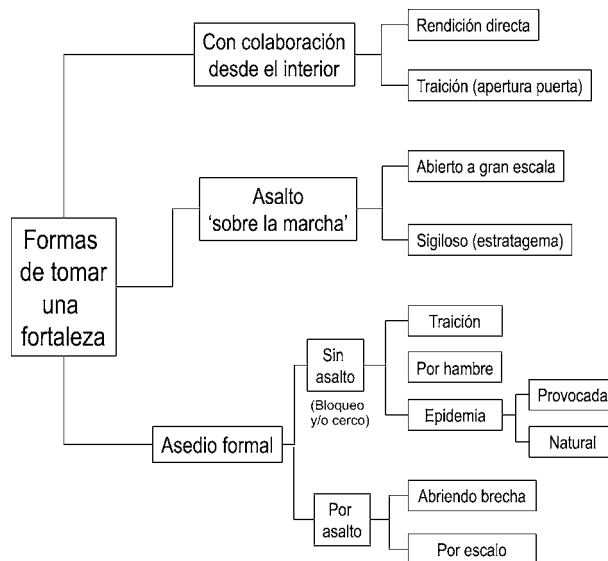 Formas
de tomar
una
fortaleza
Con colaboración
desde el interior
Rendición directa
Traición (apertura puerta)
Asalto
‘sobre la marcha’
Abierto a gran escala
Sigiloso (estratagema)
Asedio formal
Sin
asalto
(Bloqueo
y/o cerco)
Traición
Por hambre
Epidemia
Provocada
Natural
Por
asalto
Abriendo brecha
Por escalo